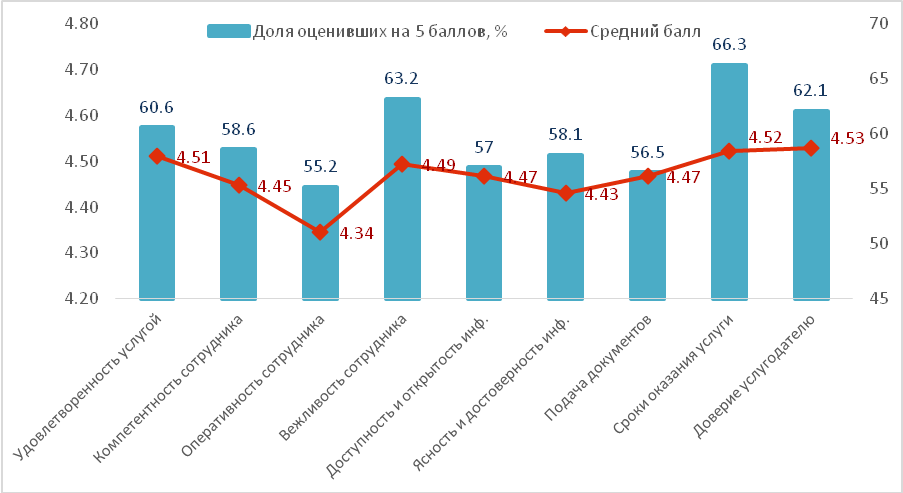 Доля оценивших на 5 баллов, %
Средний балл
4.80
4.70
4.60
4.50
4.40
4.30
4.20
70
65
60
55
50
45
60.6
58.6
55.2
63.2
57
58.1
56.5
66.3
62.1
4.51
4.45
4.34
4.49
4.47
4.43
4.47
4.52
4.53
Удовлетворенность услугой
Компетентность сотрудника
Оперативность сотрудника
Вежливость сотрудника
Доступность и открытость инф.
Ясность и достоверность инф.
Подача документов
Сроки оказания услуги
Доверие услугодателю